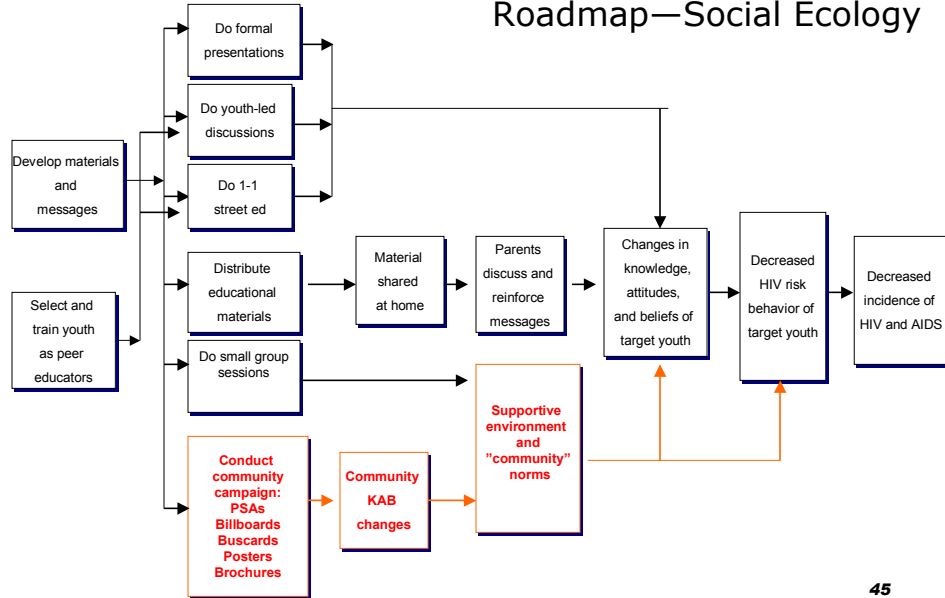 Roadmap—Social Ecology
Do formal
presentations
Do youth-led
discussions
Develop materials
and
messages
Do 1-1
street ed
Distribute
educational
materials
Material
shared
at home
Parents
discuss and
reinforce
messages
Changes in
knowledge,
attitudes,
and beliefs of
target youth
Decreased
HIV risk
behavior of
target youth
Decreased
incidence of
HIV and AIDS
Select and
train youth
as peer
educators
Do small group
sessions
Supportive
environment
and
”community”
norms
Conduct
community
campaign:
PSAs
Billboards
Buscards
Posters
Brochures
Community
KAB
changes
45